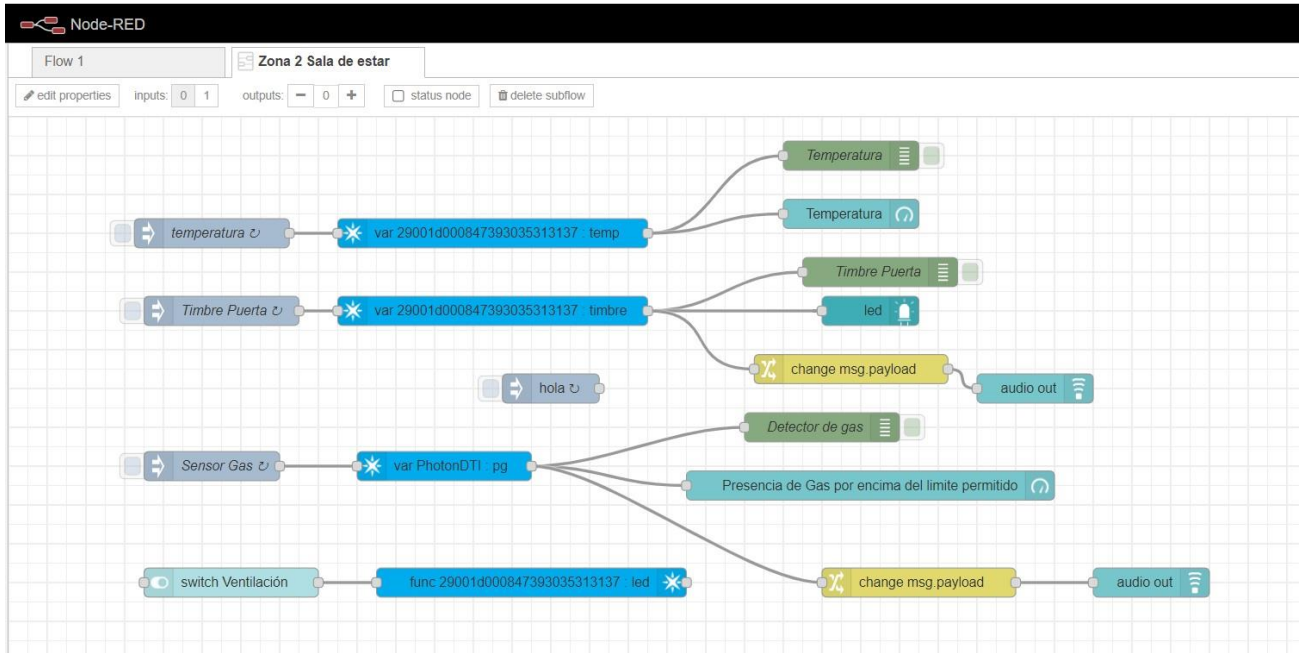 Node-RED
Flow 1
Zona 2 Sala de estar
edit properties
inputs: 0 1
outputs: 0
status node
delete subflow
Temperatura
Temperatura
temperatura
var 29001d000847393035313137 : temp
Timbre Puerta
Timbre Puerta
var 29001d000847393035313137 : timbre
led
change msg.payload
hola
audio out
Detector de gas
Sensor Gas
var PhotonDTI : pg
Presencia de Gas por encima del limite permitido
switch Ventilación
func 29001d000847393035313137 : led
change msg.payload
audio out